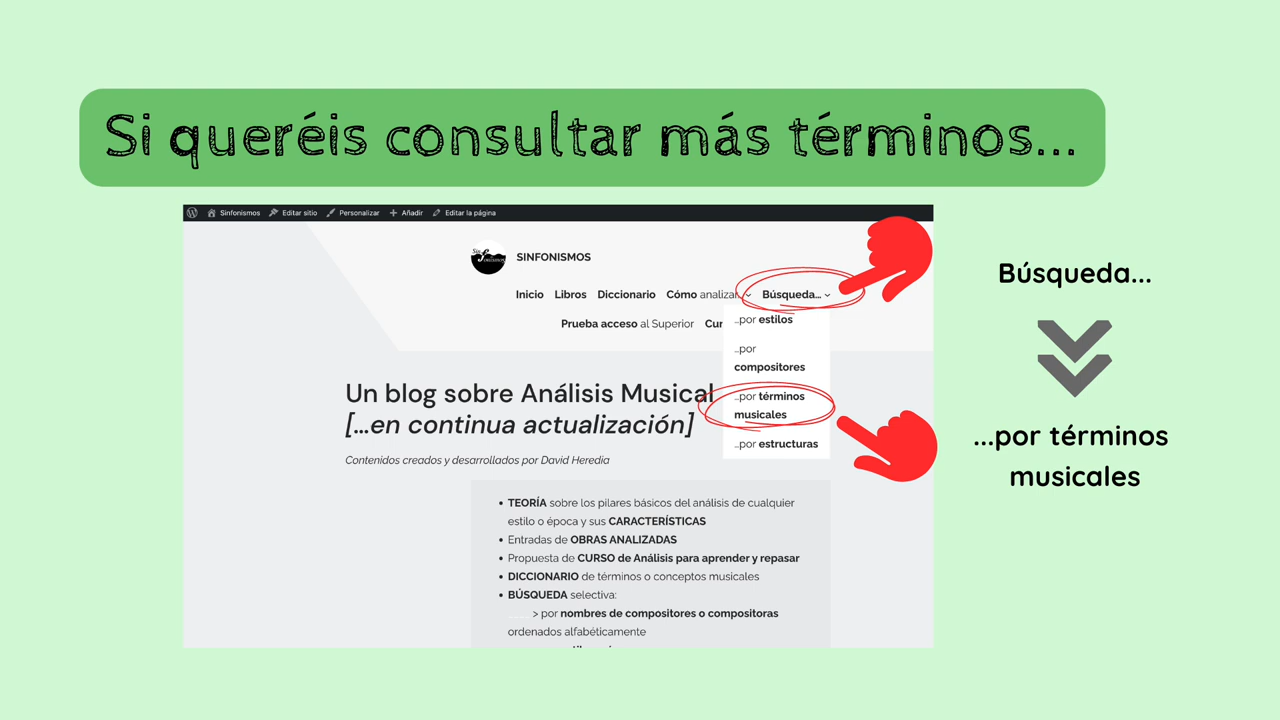 Si queréis consultar más términos...
Sinfonismos Editar sitio Personalizar Añadir Editar la página
SINFONISMOS
Inicio Libros Diccionario Cómo analizar... Búsqueda...
Prueba acceso al Superior Cur
...por estilos
...por
compositores
...por términos
musicales
...por estructuras
Un blog sobre Análisis Musical
[...en continua actualización]
Contenidos creados y desarrollados por David Heredia
• TEORÍA sobre los pilares básicos del análisis de cualquier
estilo o época y sus CARACTERÍSTICAS
• Entradas de OBRAS ANALIZADAS
• Propuesta de CURSO de Análisis para aprender y repasar
• DICCIONARIO de términos o conceptos musicales
• BÚSQUEDA selectiva:
> por nombres de compositores o compositoras
ordenados alfabéticamente
Búsqueda...
...por términos
musicales